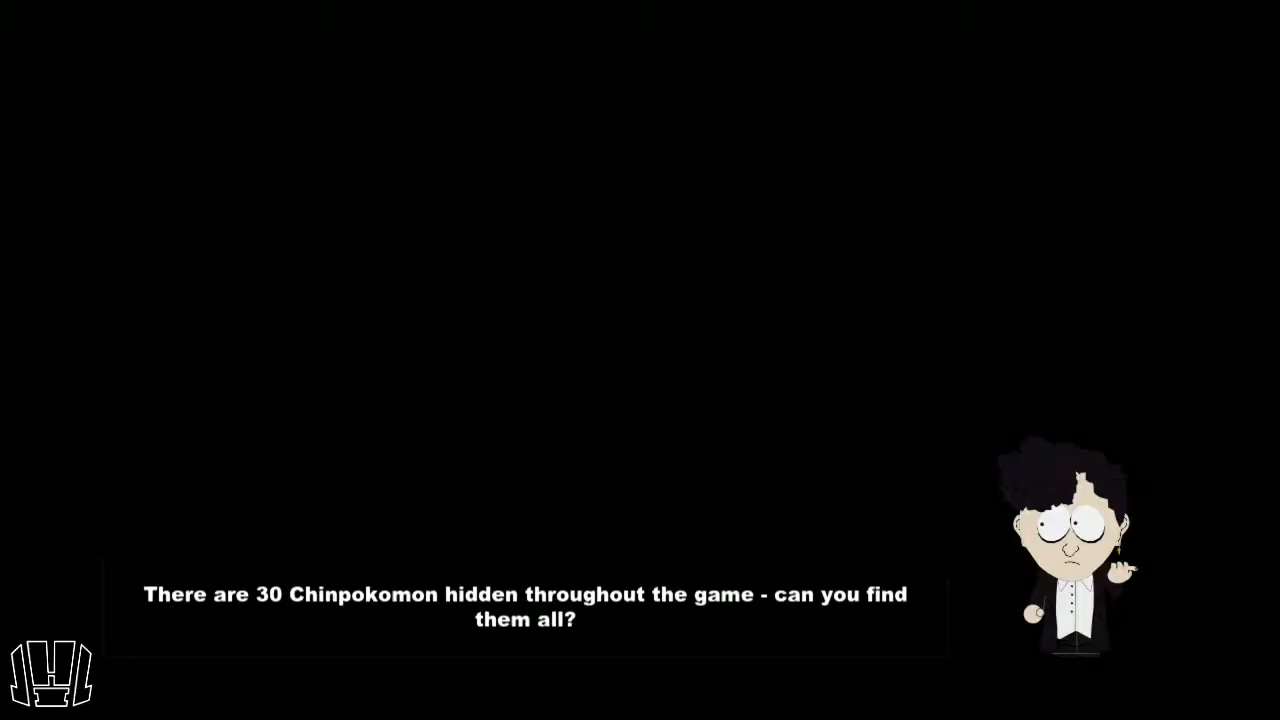 There are 30 Chinpokomon hidden throughout the game - can you find
them all?